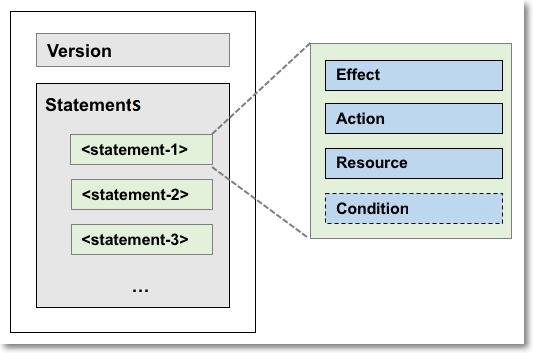 Version
Statements
<statement-1>
<statement-2>
<statement-3>
...
Effect
Action
Resource
Condition